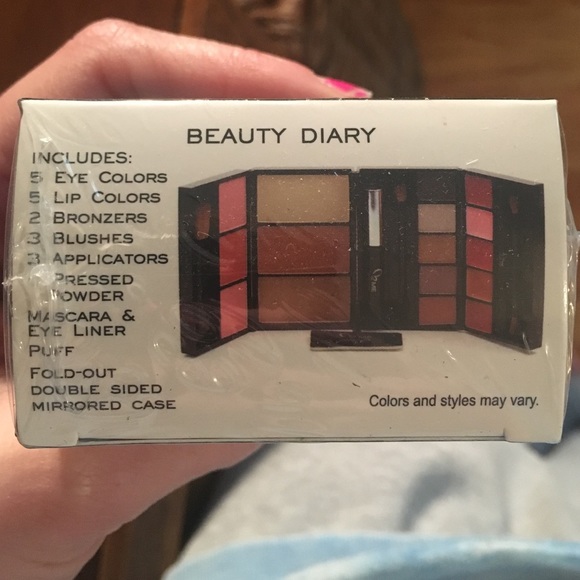 BEAUTY DIARY
INCLUDES:
5 EYE COLORS
5 LIP COLORS
2 BRONZERS
3 BLUSHES
3 APPLICATORS
PRESSED
POWDER
MASCARA &
EYE LINER
PUFF
FOLD-OUT
DOUBLE SIDED
MIRRORED CASE
Colors and styles may vary.